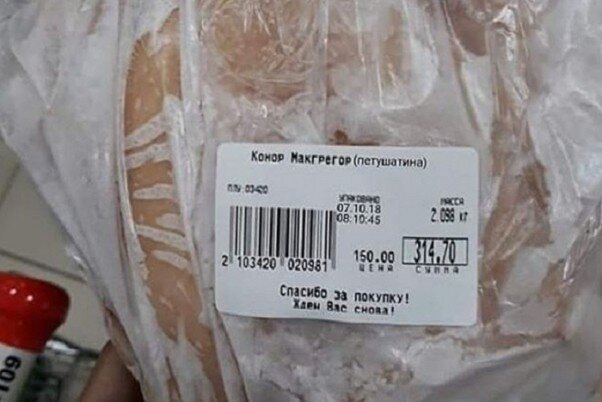 Конор Макгрегор (петушатина)
ПЛУ 03420
УПАКОВАНО
07.10.18
08:10:45
МАССА
2.098 кг
2 103420 020981
150.00
ЦЕНА
314.70
СУММА
Спасибо за покупку!
Ждем Вас снова!
109